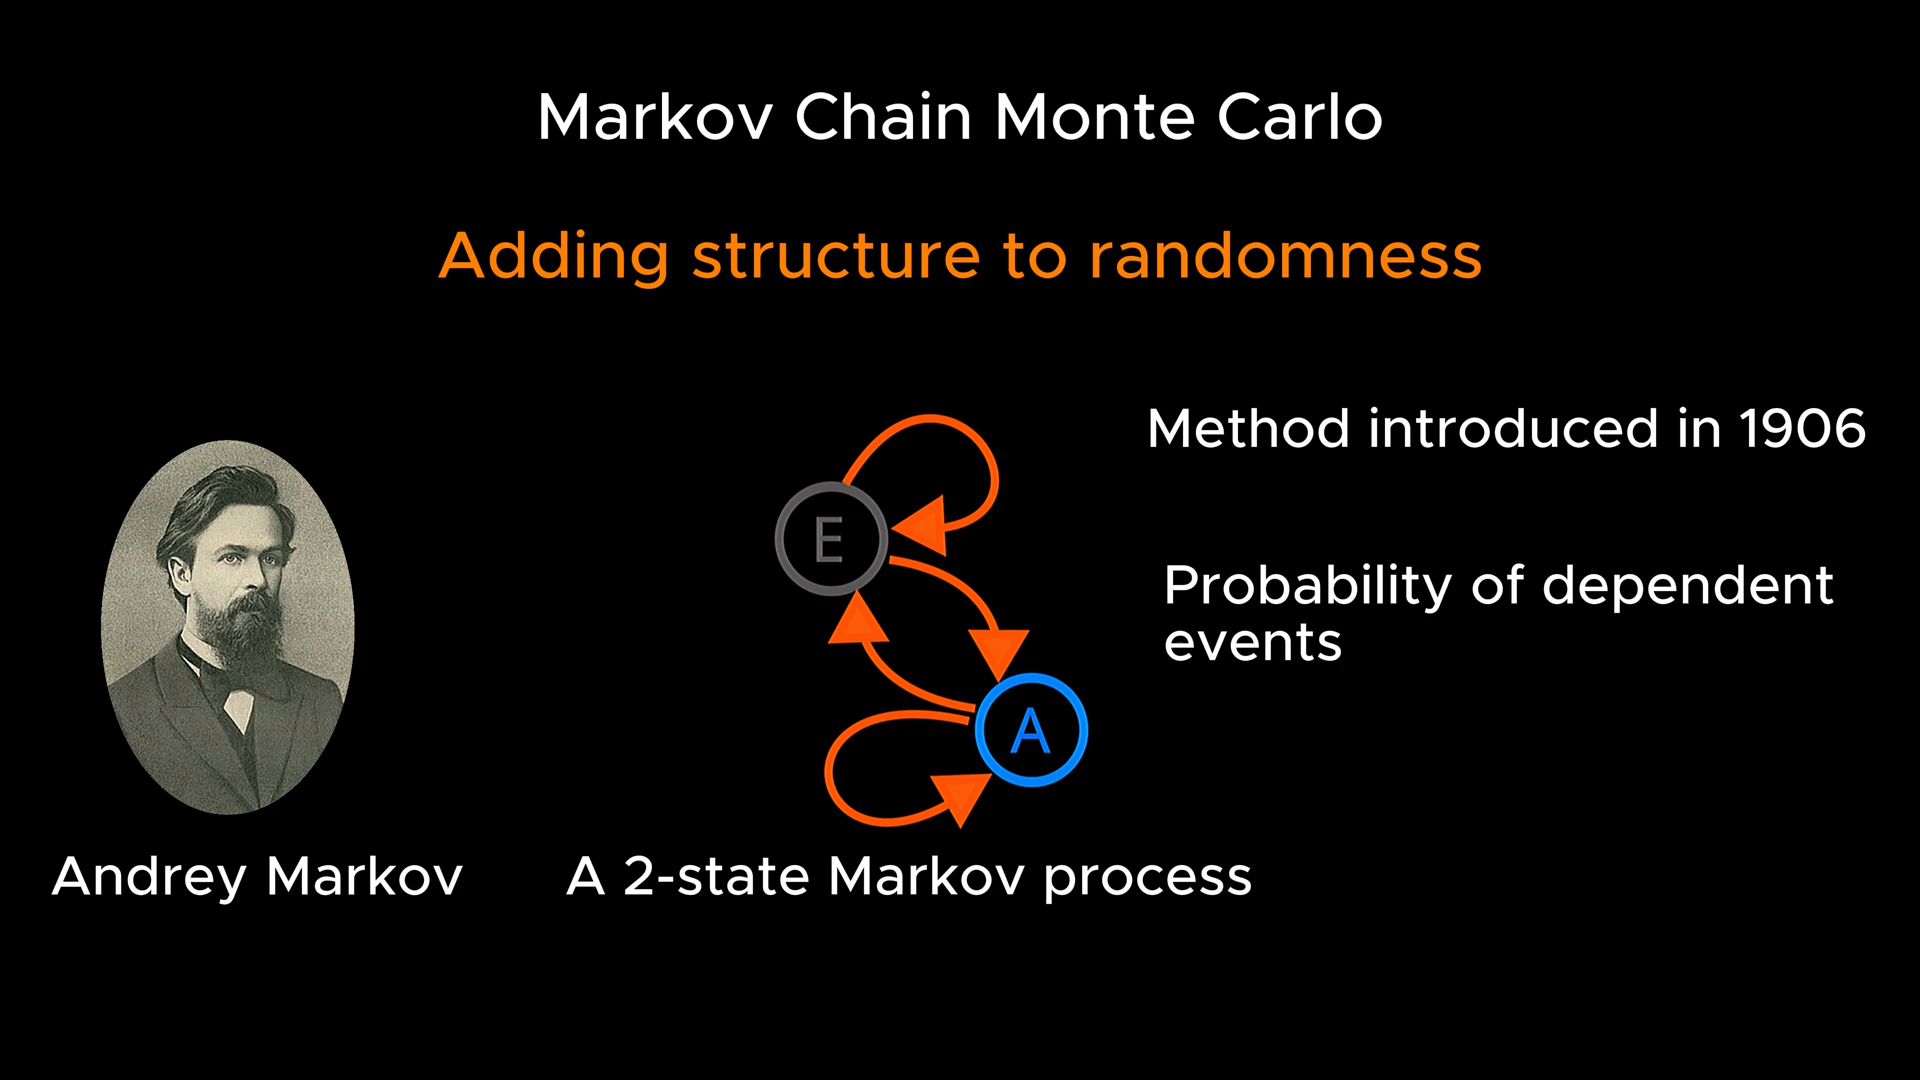 Markov Chain Monte Carlo
Adding structure to randomness
Method introduced in 1906
E
Probability of dependent
events
A
Andrey Markov
A 2-state Markov process